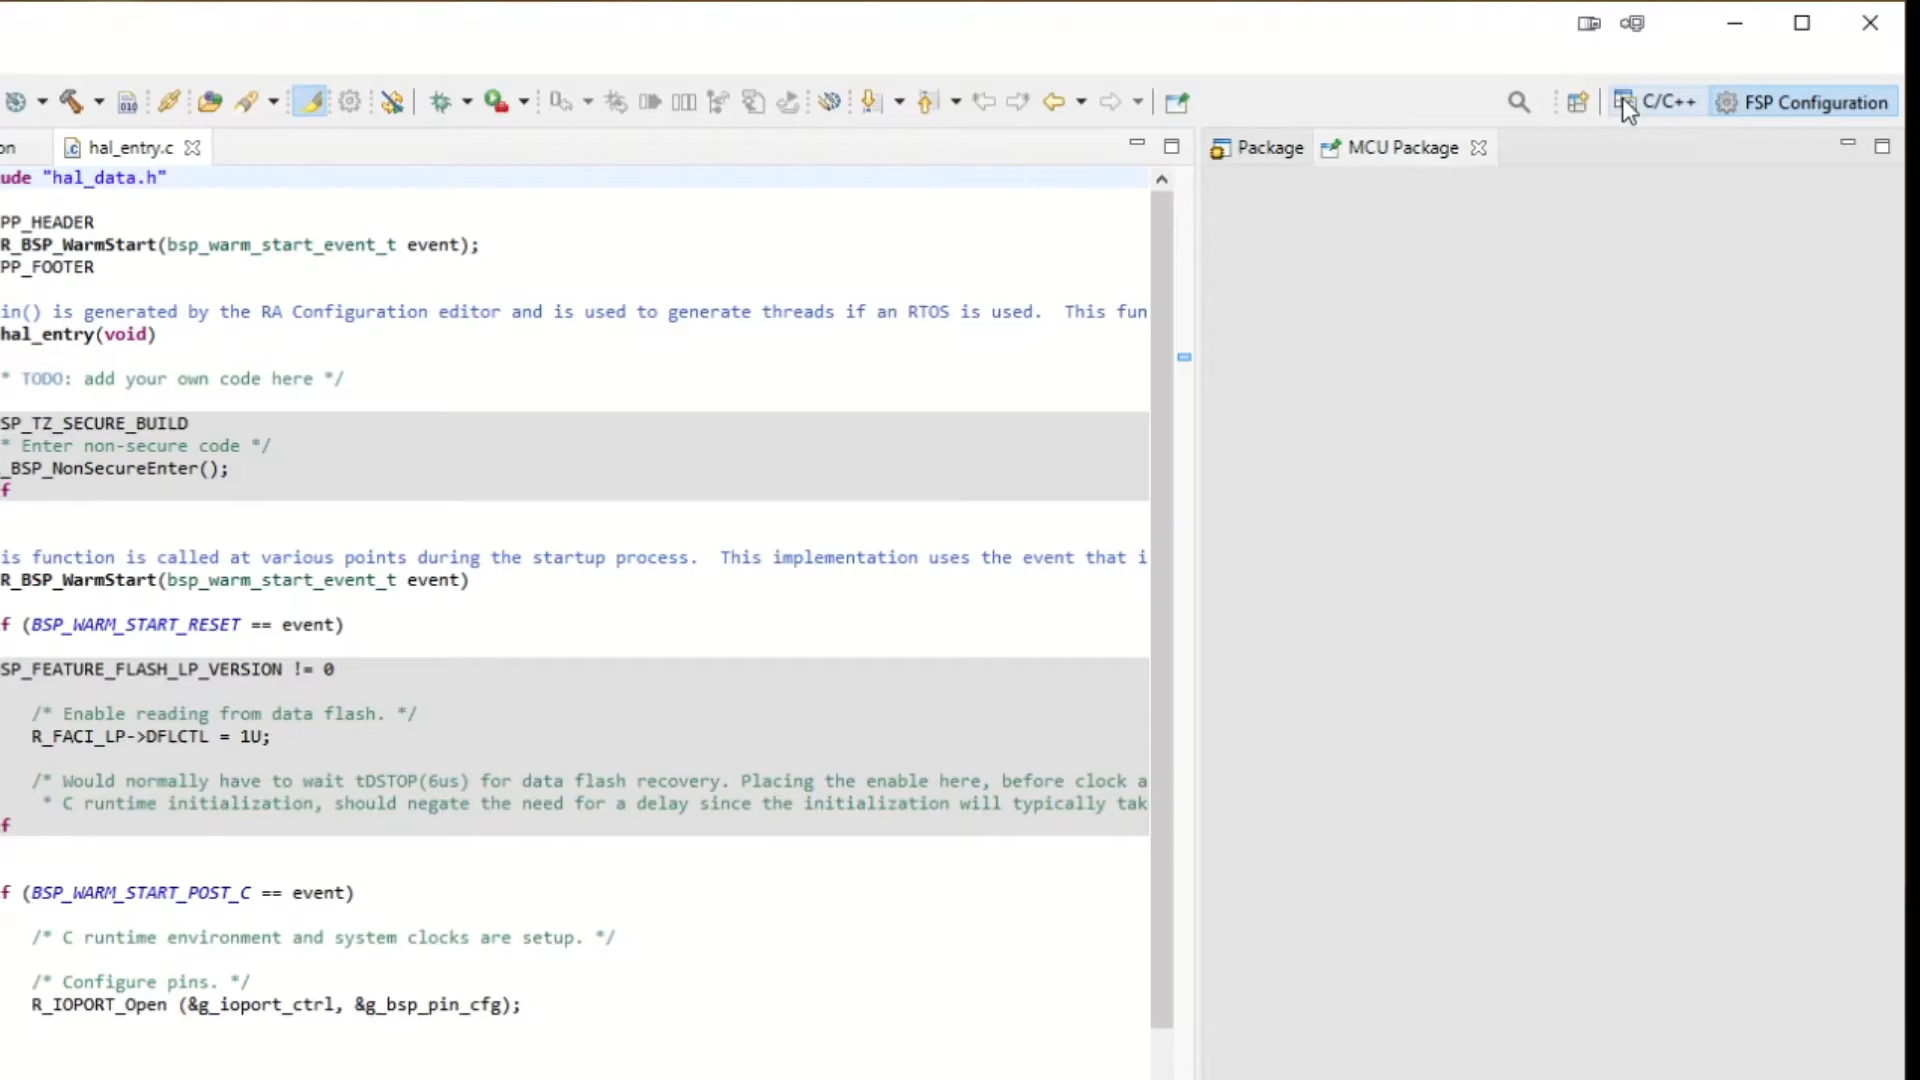 C/C++
FSP Configuration
on
hal_entry.c
Package
MCU Package
ude "hal_data.h"
PP_HEADER
R_BSP_WarmStart(bsp_warm_start_event_t event);
PP_FOOTER
in() is generated by the RA Configuration editor and is used to generate threads if an RTOS is used.  This fun
hal_entry(void)
* TODO: add your own code here */
SP_TZ_SECURE_BUILD
* Enter non-secure code */
_BSP_NonSecureEnter();
f
is function is called at various points during the startup process.  This implementation uses the event that i
R_BSP_WarmStart(bsp_warm_start_event_t event)
f (BSP_WARM_START_RESET == event)
SP_FEATURE_FLASH_LP_VERSION != 0
/* Enable reading from data flash. */
R_FACI_LP->DFLCTL = 1U;
/* Would normally have to wait tDSTOP(6us) for data flash recovery. Placing the enable here, before clock a
* C runtime initialization, should negate the need for a delay since the initialization will typically tak
f
f (BSP_WARM_START_POST_C == event)
/* C runtime environment and system clocks are setup. */
/* Configure pins. */
R_IOPORT_Open (&g_ioport_ctrl, &g_bsp_pin_cfg);